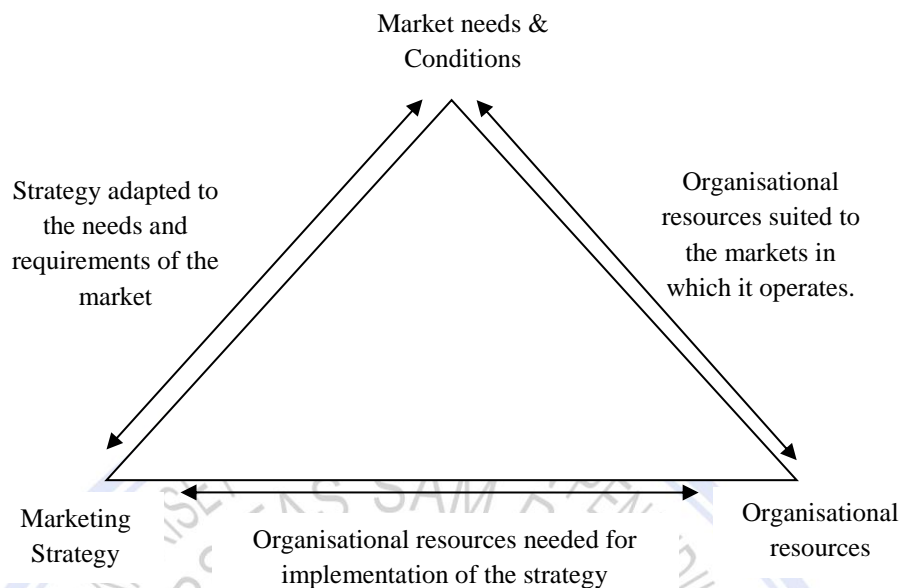 Market needs &
Conditions
Strategy adapted to
the needs and
requirements of the
market
Organisational
resources suited to
the markets in
which it operates.
Marketing
Strategy
Organisational resources needed for
implementation of the strategy
Organisational
resources